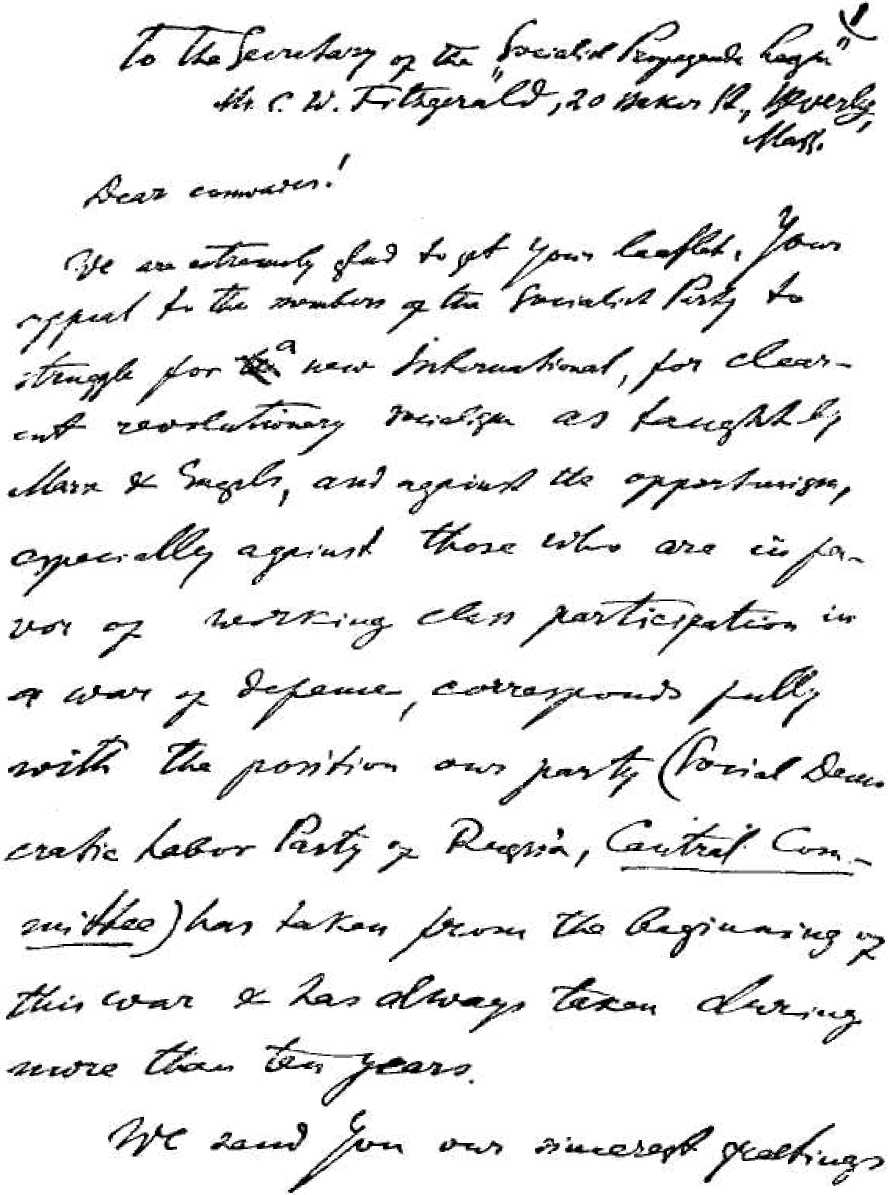 1
To the Secretary of the "Socialist Propaganda League"
Mr. C. W. Fitzgerald, 20 Baker St., Beverly,
Mass.
Dear comrades!
We are extremely glad to get your leaflet. Your
appeal to the members of the Socialist Party to
struggle for a new International, for clear-
cut revolutionary socialism as taught by
Marx & Engels, and against the opportunism,
especially against those who are in fa-
vor of working class participation in
a war of defence, corresponds fully
with the position our party (Social Demo
cratic Labor Party of Russia, Central Com-
mittee) has taken from the beginning of
this war & has always taken during
more than ten years.
We send you our sincerest greetings